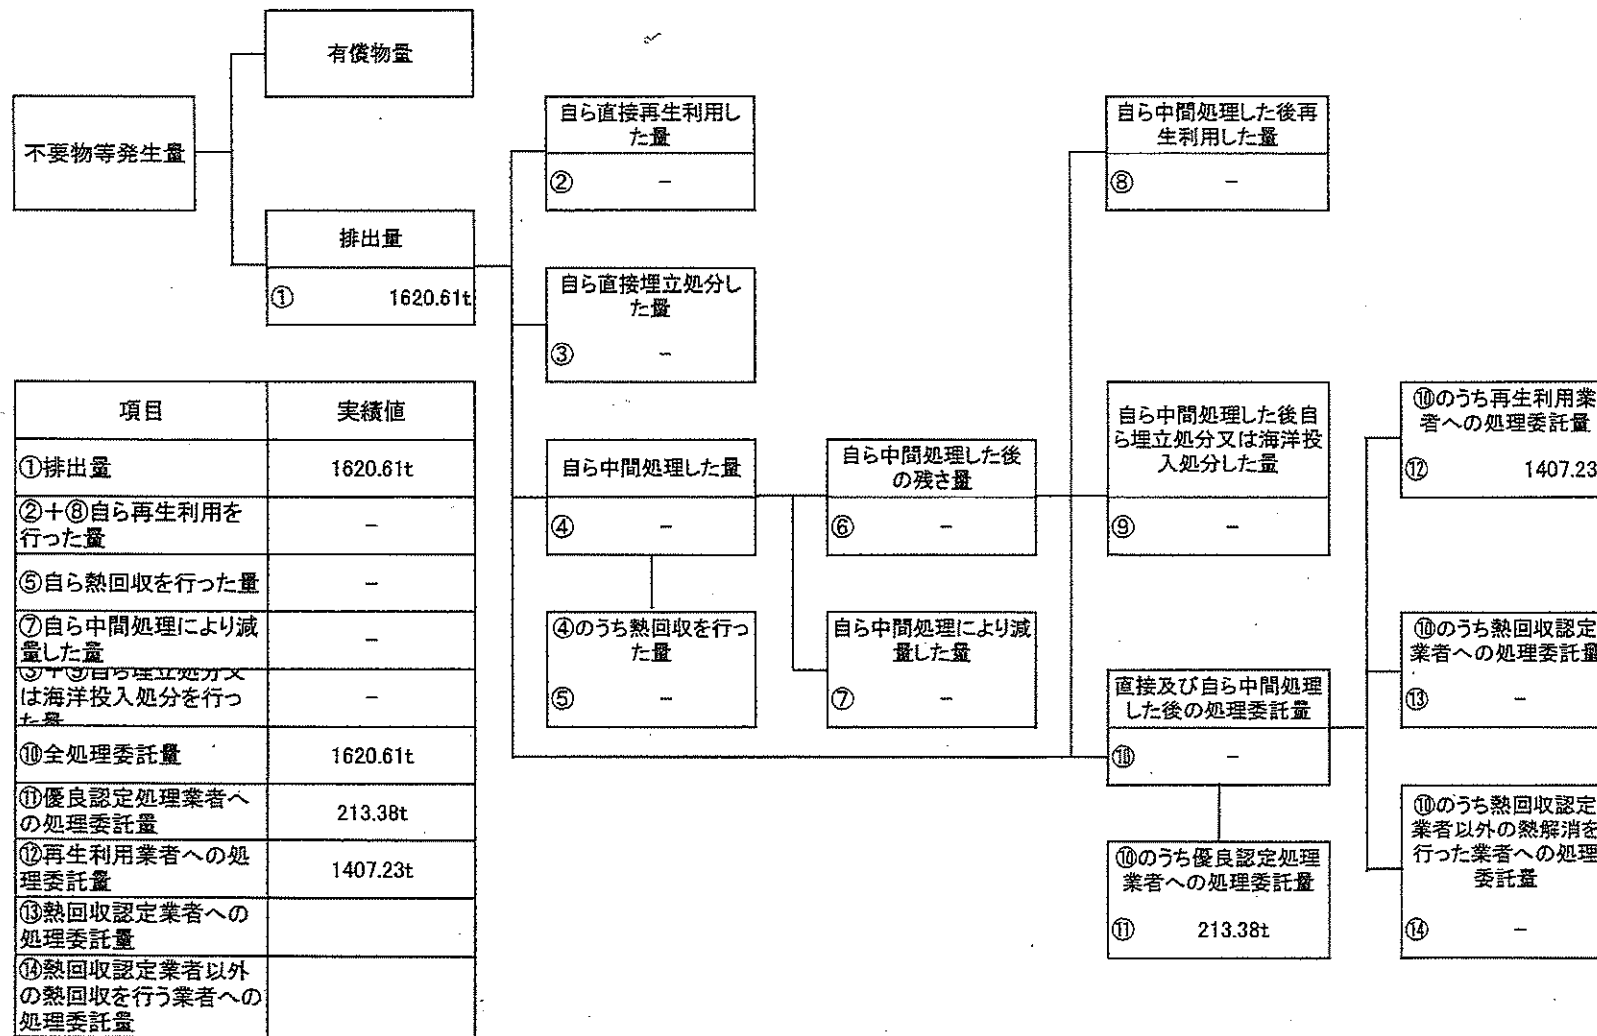 有償物量
不要物等発生量
排出量
① 1620.61t
自ら直接再生利用し
た量
② －
自ら直接埋立処分し
た量
③ －
自ら中間処理した量
④ －
④のうち熱回収を行っ
た量
⑤ －
自ら中間処理した後
の残さ量
⑥ －
自ら中間処理により減
量した量
⑦ －
自ら中間処理した後再
生利用した量
⑧ －
自ら中間処理した後自
ら埋立処分又は海洋投
入処分した量
⑨ －
直接及び自ら中間処理
した後の処理委託量
⑩ －
⑩のうち優良認定処理
業者への処理委託量
⑪ 213.38t
⑩のうち再生利用業
者への処理委託量
⑫ 1407.23
⑩のうち熱回収認定
業者への処理委託量
⑬ －
⑩のうち熱回収認定
業者以外の熱解消を
行った業者への処理
委託量
⑭ －
項目 実績値
①排出量 1620.61t
②＋⑧自ら再生利用を
行った量 －
⑤自ら熱回収を行った量 －
⑦自ら中間処理により減
量した量 －
③＋⑨自ら埋立処分又
は海洋投入処分を行っ
た量 －
⑩全処理委託量 1620.61t
⑪優良認定処理業者へ
の処理委託量 213.38t
⑫再生利用業者への処
理委託量 1407.23t
⑬熱回収認定業者への
処理委託量
⑭熱回収認定業者以外
の熱回収を行う業者への
処理委託量